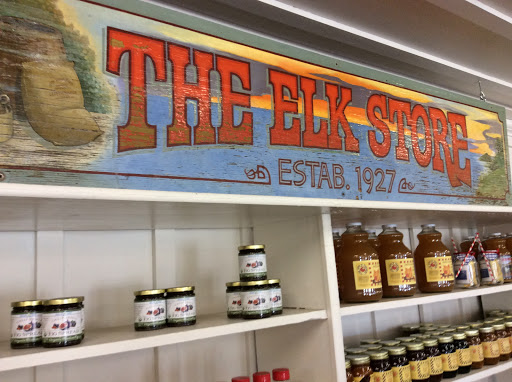 THE ELK STORE
ESTAB. 1927